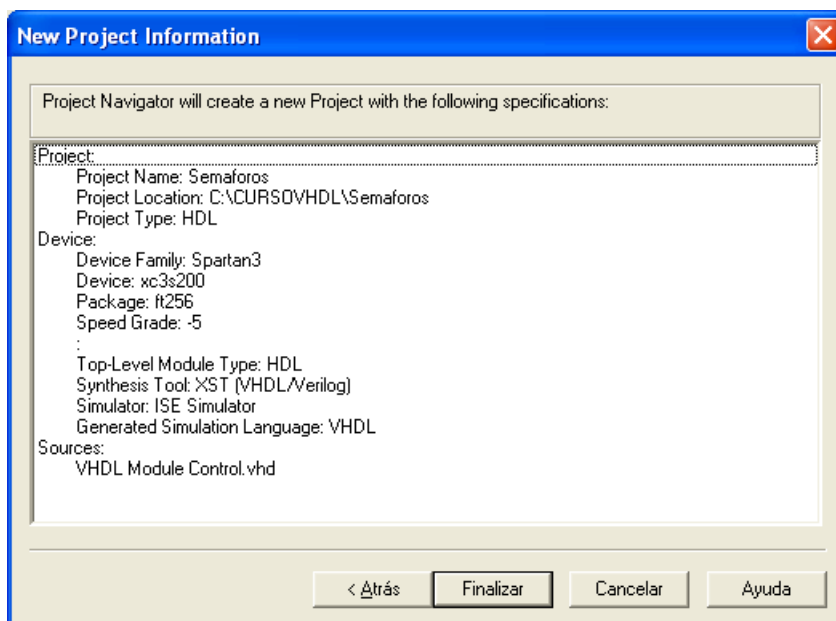 New Project Information
Project Navigator will create a new Project with the following specifications:
Project:
Project Name: Semaforos
Project Location: C:\CURSOVHDL\Semaforos
Project Type: HDL
Device:
Device Family: Spartan3
Device: xc3s200
Package: ft256
Speed Grade: -5
:
Top-Level Module Type: HDL
Synthesis Tool: XST (VHDL/Verilog)
Simulator: ISE Simulator
Generated Simulation Language: VHDL
Sources:
VHDL Module Control.vhd
< Atrás Finalizar Cancelar Ayuda